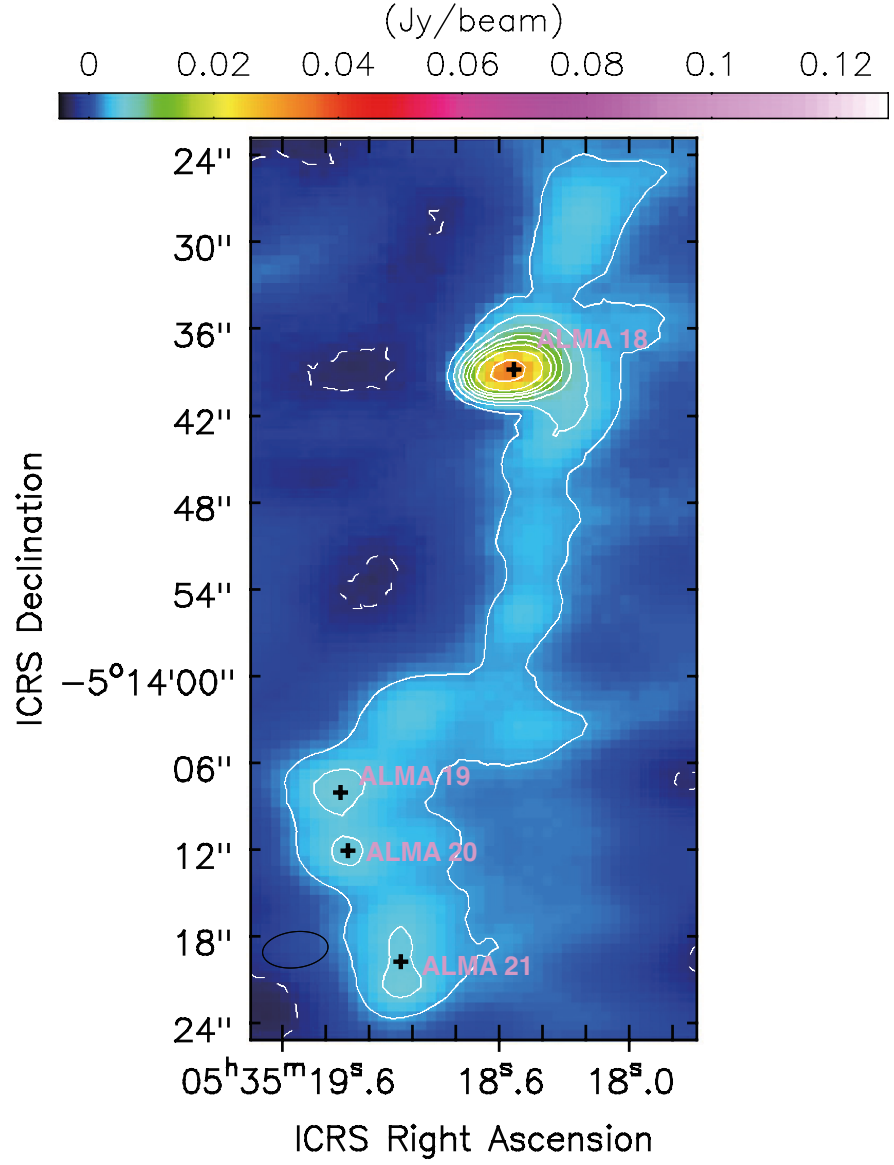 (Jy/beam)
0 0.02 0.04 0.06 0.08 0.1 0.12
24"
30"
36"
ALMA 18
42"
48"
54"
−5°14'00"
06"
ALMA 19
12"
ALMA 20
18"
ALMA 21
24"
05ʰ35ᵐ19ˢ.6 18ˢ.6 18ˢ.0
ICRS Right Ascension
ICRS Declination